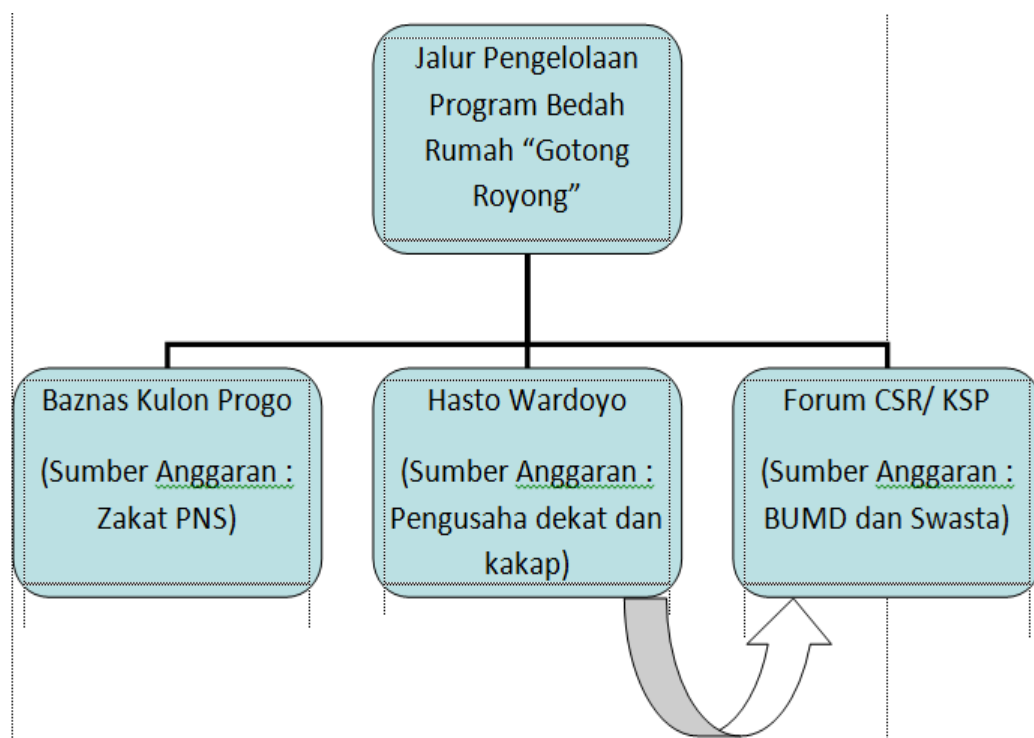 Jalur Pengelolaan
Program Bedah
Rumah “Gotong
Royong”
Baznas Kulon Progo
(Sumber Anggaran :
Zakat PNS)
Hasto Wardoyo
(Sumber Anggaran :
Pengusaha dekat dan
kakap)
Forum CSR/ KSP
(Sumber Anggaran :
BUMD dan Swasta)